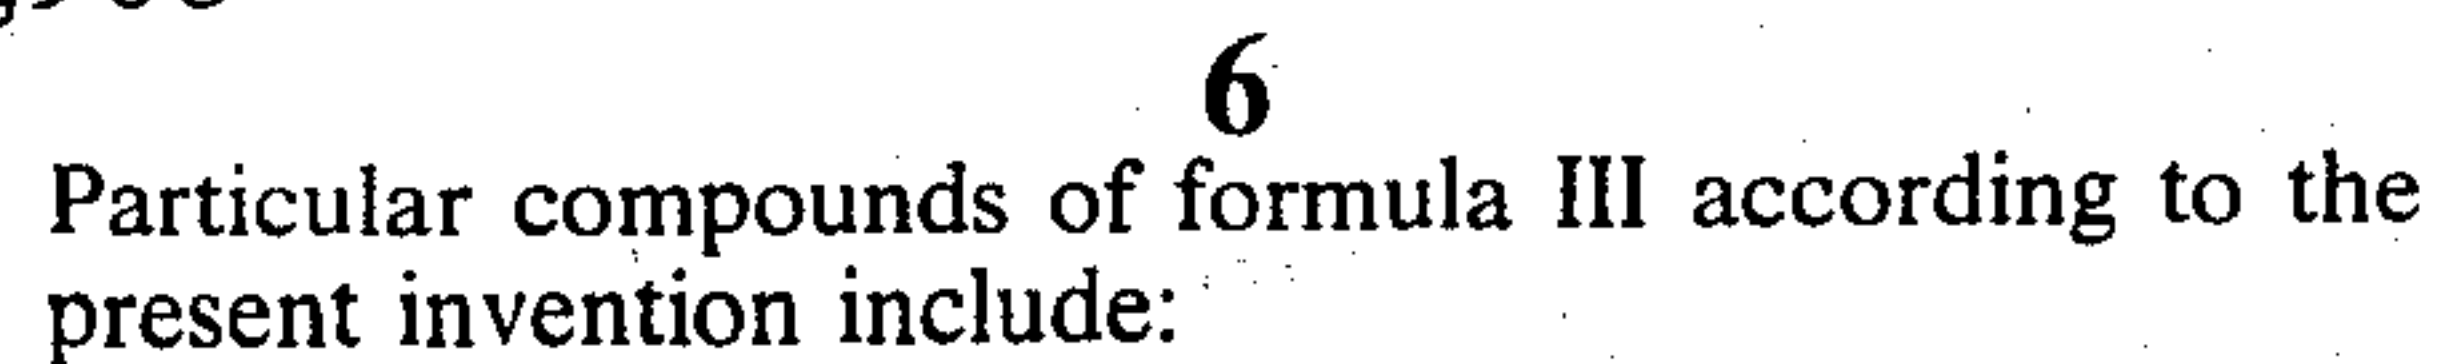 6
Particular compounds of formula III according to the
present invention include: